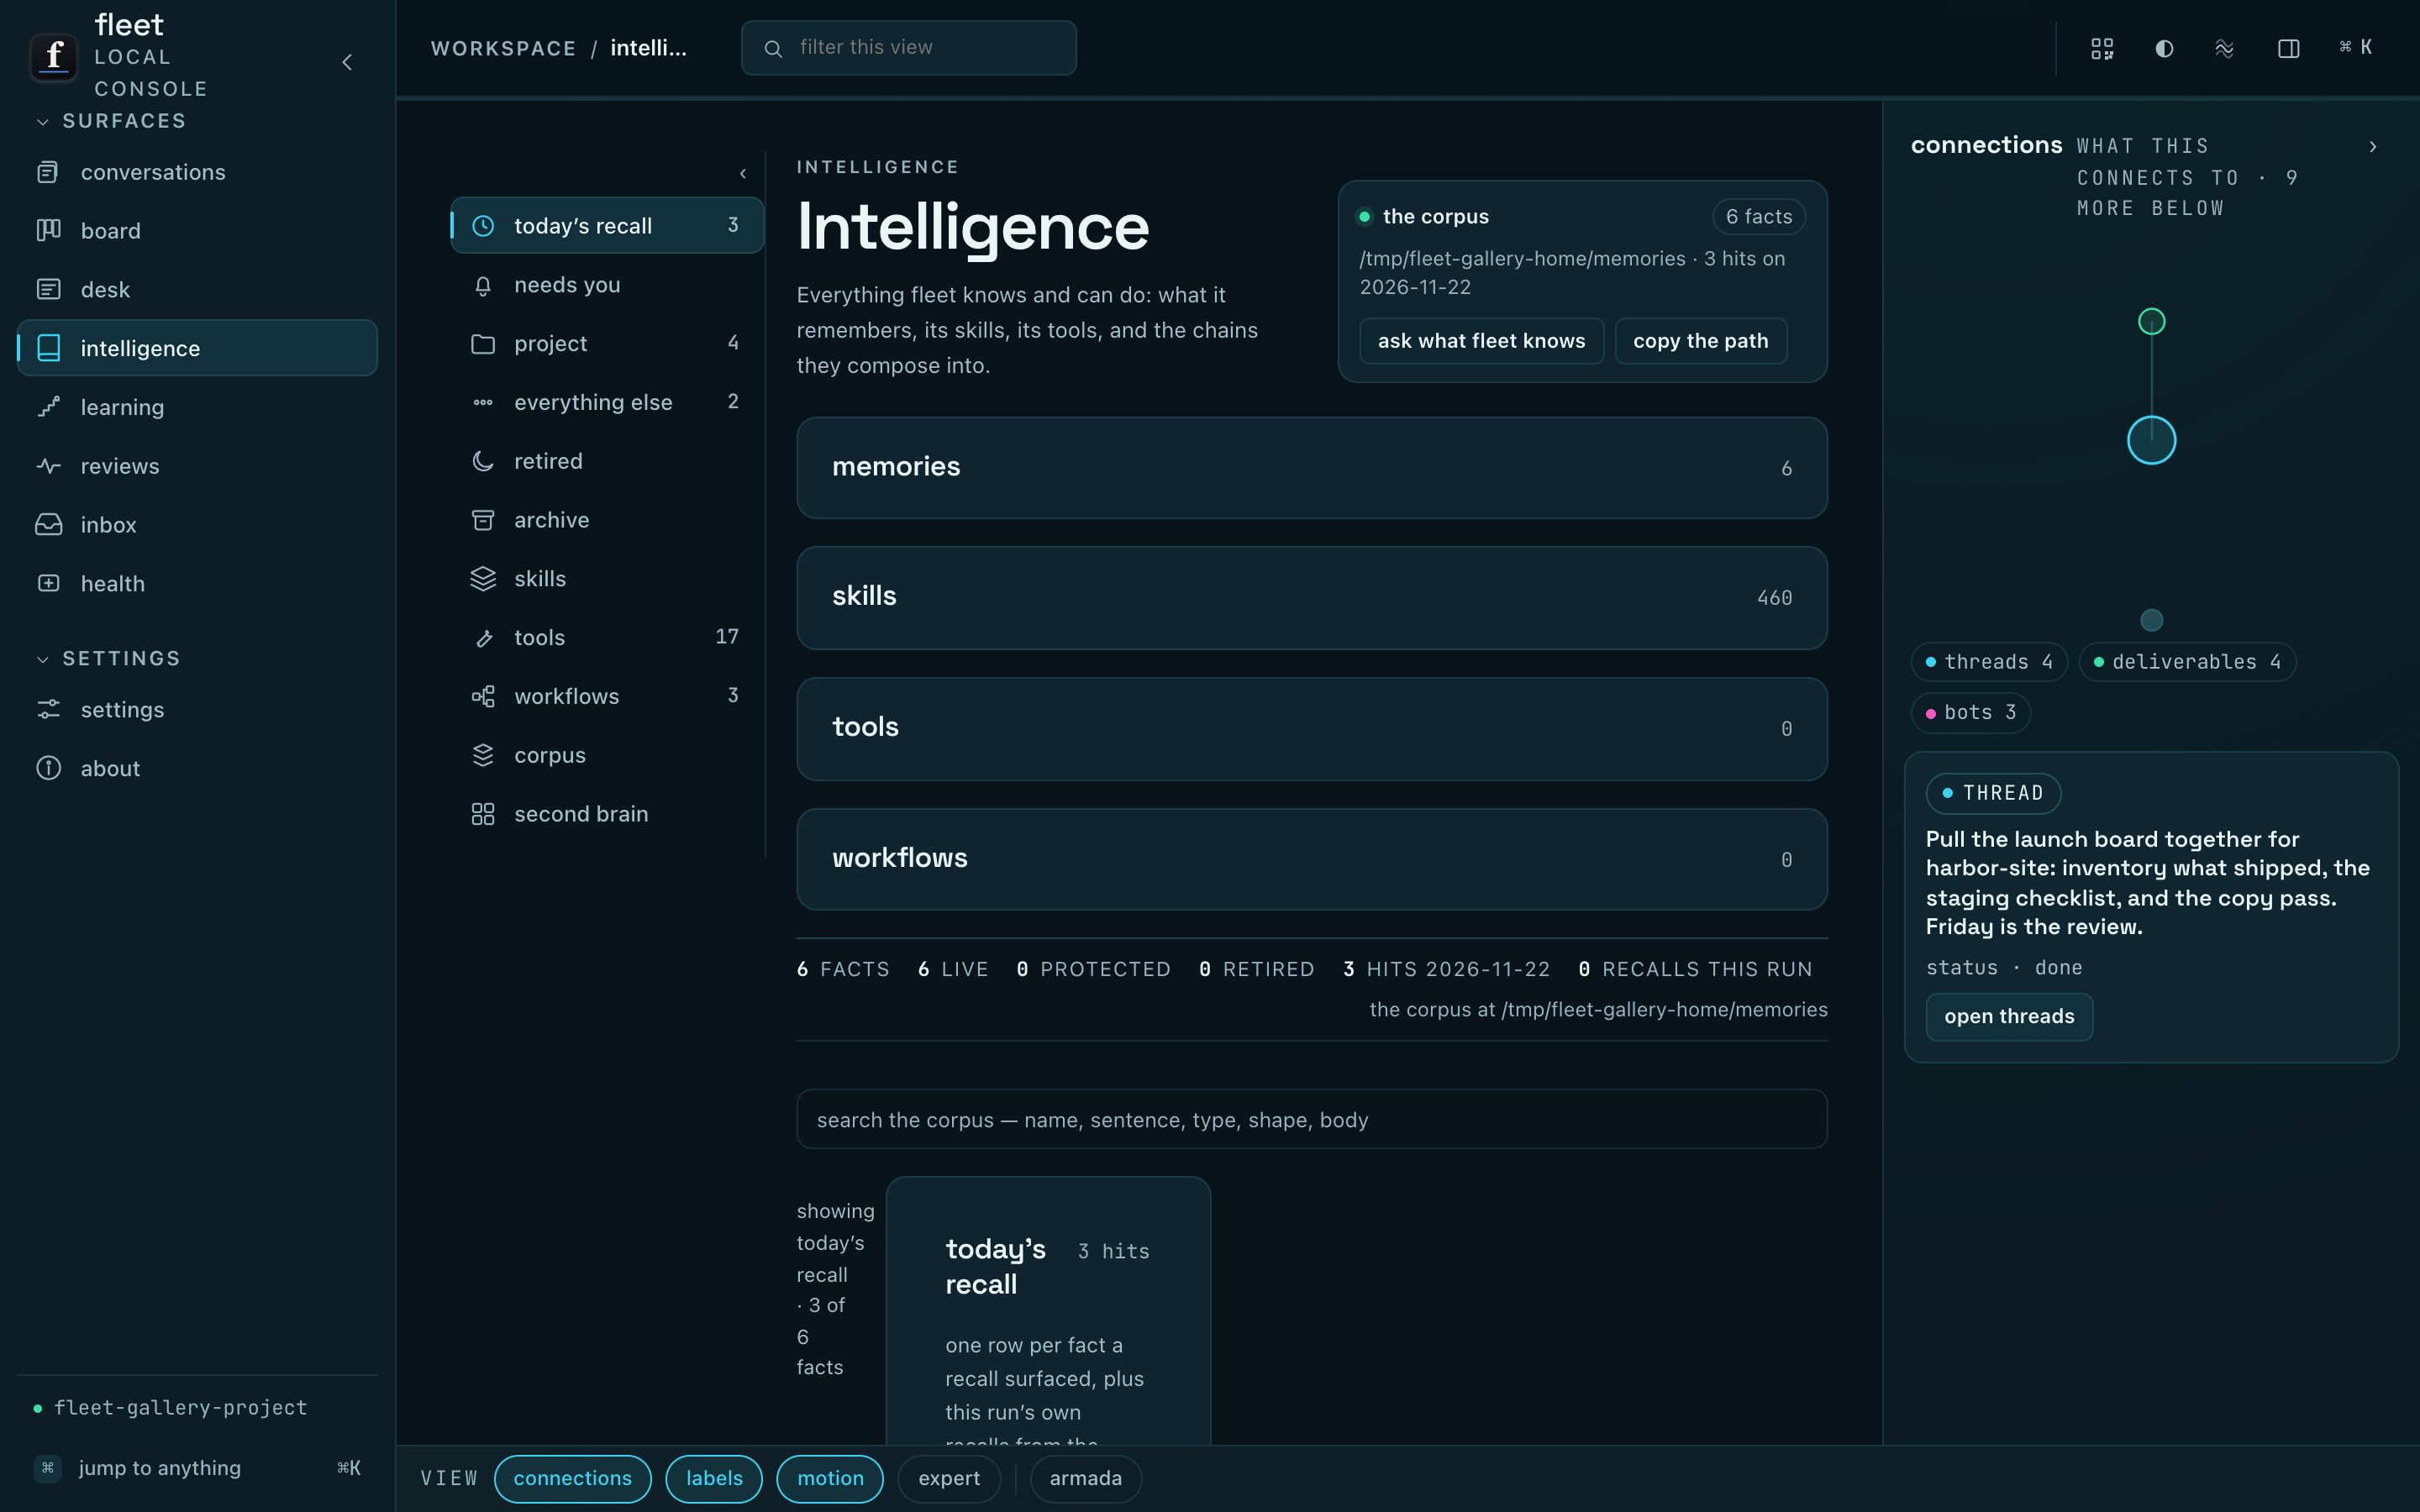 fleet
LOCAL
CONSOLE
SURFACES
conversations
board
desk
intelligence
learning
reviews
inbox
health
SETTINGS
settings
about
fleet-gallery-project
⌘ jump to anything ⌘K
WORKSPACE / intelli...
filter this view
⌘ K
‹
today's recall 3
needs you
project 4
everything else 2
retired
archive
skills
tools 17
workflows 3
corpus
second brain
INTELLIGENCE
Intelligence
Everything fleet knows and can do: what it
remembers, its skills, its tools, and the chains
they compose into.
the corpus 6 facts
/tmp/fleet-gallery-home/memories · 3 hits on
2026-11-22
ask what fleet knows copy the path
memories 6
skills 460
tools 0
workflows 0
6 FACTS 6 LIVE 0 PROTECTED 0 RETIRED 3 HITS 2026-11-22 0 RECALLS THIS RUN
the corpus at /tmp/fleet-gallery-home/memories
search the corpus — name, sentence, type, shape, body
showing
today's
recall
· 3 of
6
facts
today's 3 hits
recall
one row per fact a
recall surfaced, plus
this run's own
recalls from the
connections WHAT THIS ›
CONNECTS TO · 9
MORE BELOW
threads 4 deliverables 4
bots 3
THREAD
Pull the launch board together for
harbor-site: inventory what shipped, the
staging checklist, and the copy pass.
Friday is the review.
status · done
open threads
VIEW connections labels motion expert armada